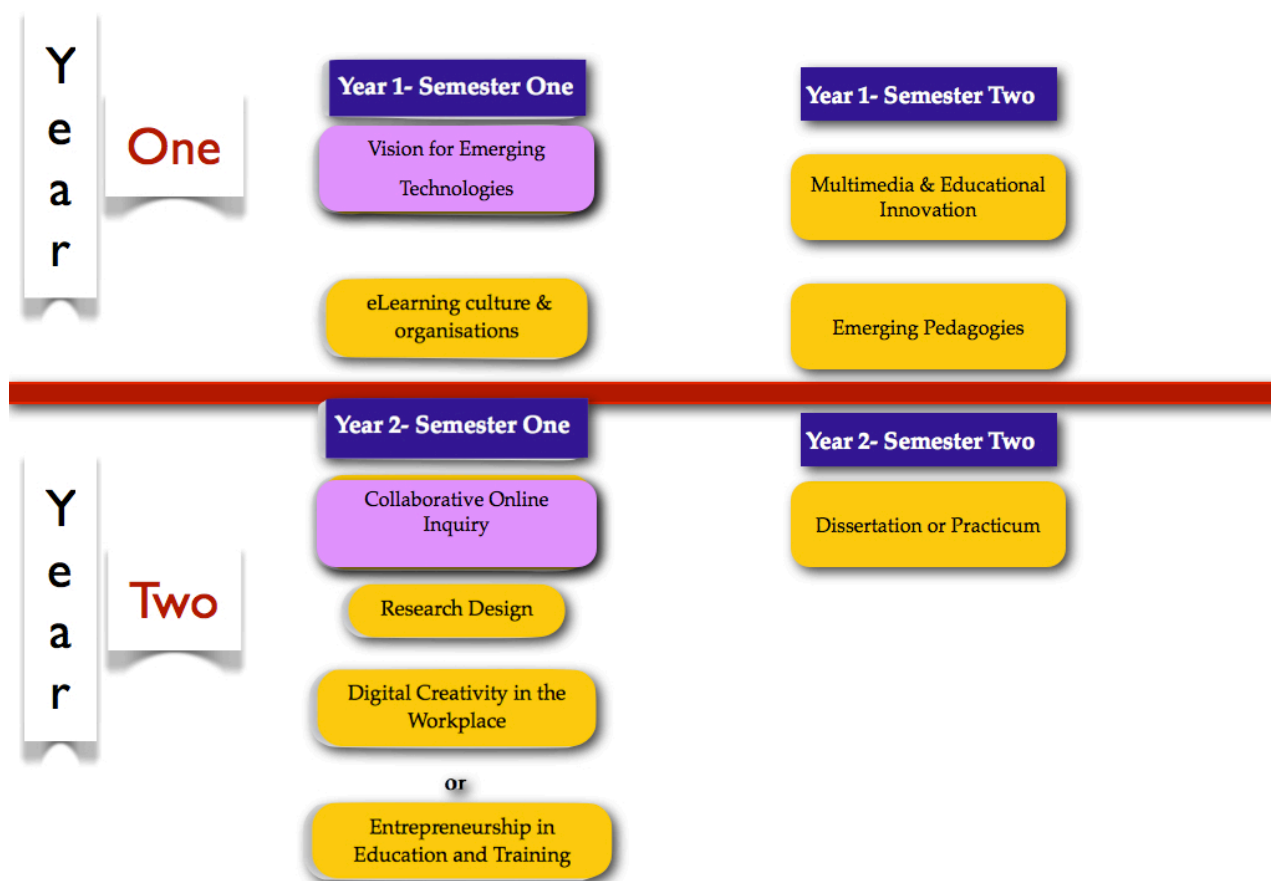 Year
One
Year 1- Semester One
Vision for Emerging
Technologies
eLearning culture &
organisations
Year 1- Semester Two
Multimedia & Educational
Innovation
Emerging Pedagogies
Year
Two
Year 2- Semester One
Collaborative Online
Inquiry
Research Design
Digital Creativity in the
Workplace
or
Entrepreneurship in
Education and Training
Year 2- Semester Two
Dissertation or Practicum